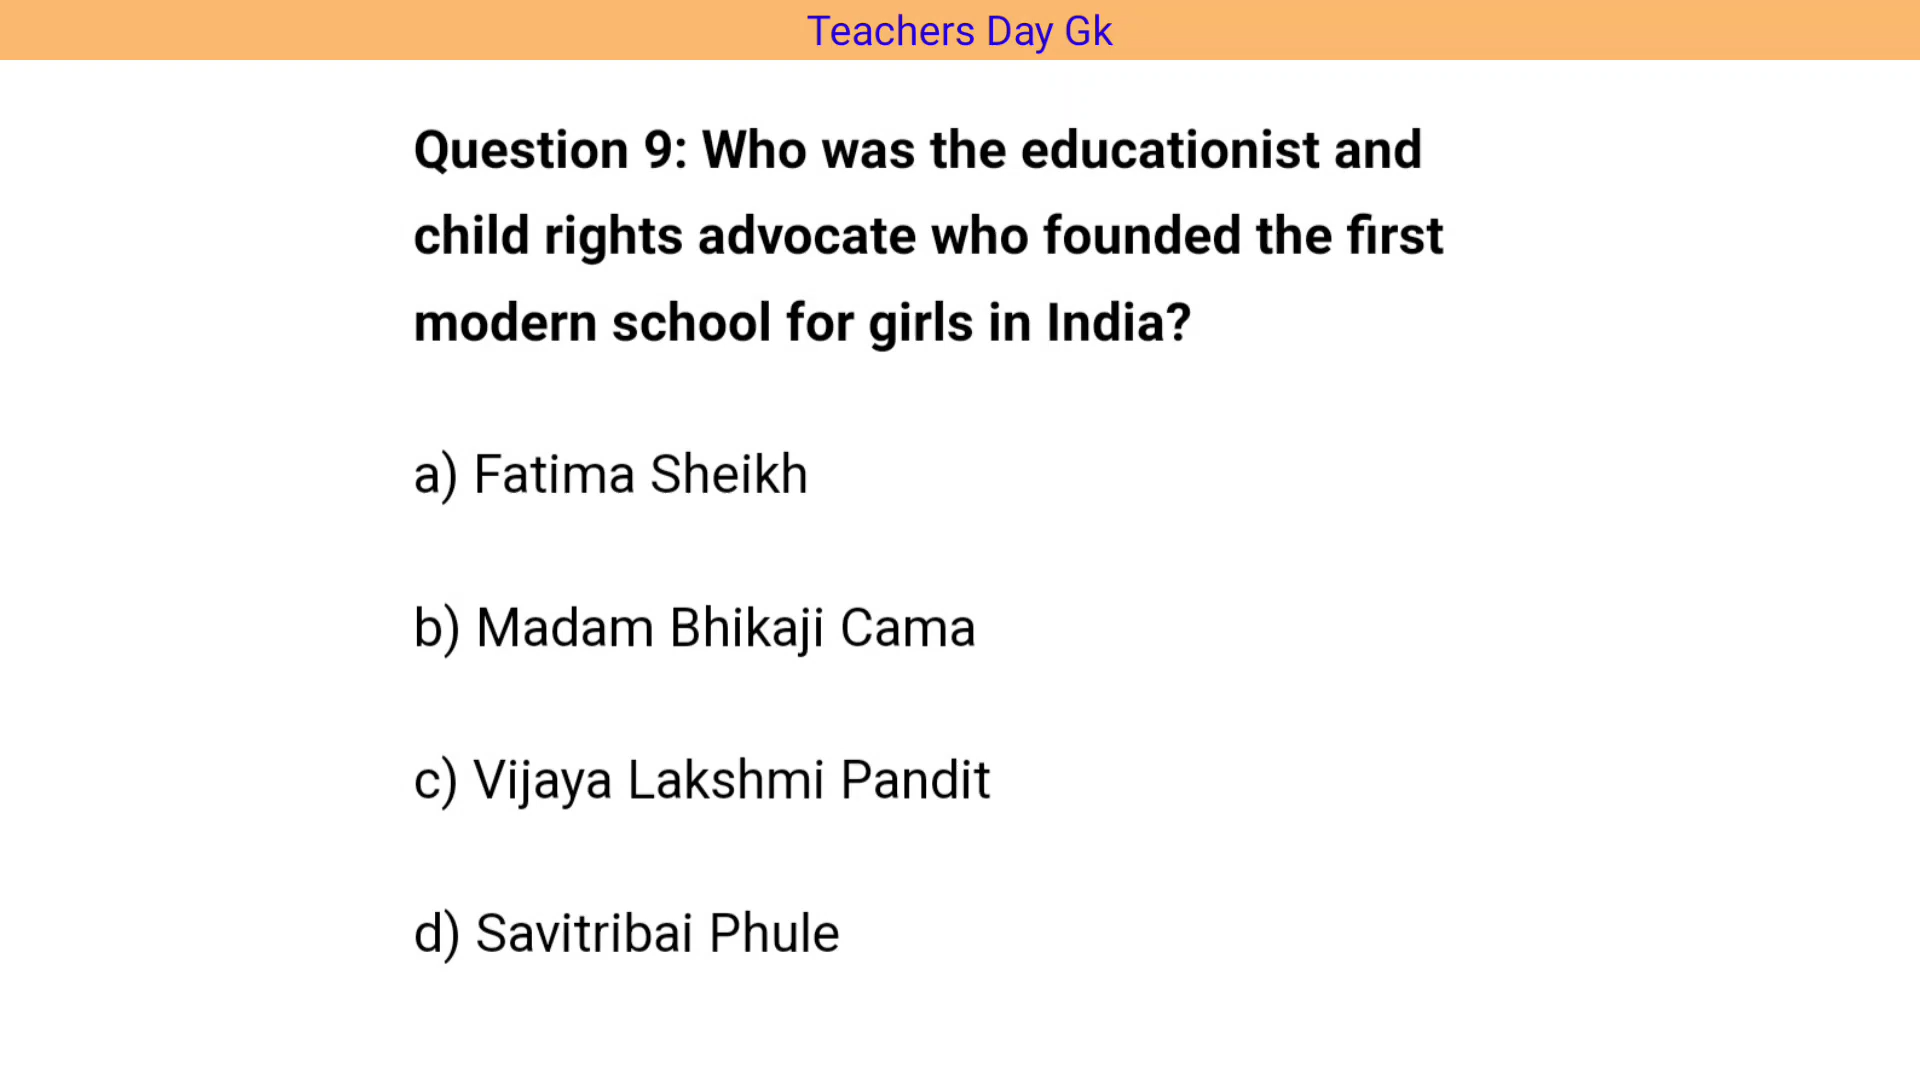 Teachers Day Gk
Question 9: Who was the educationist and
child rights advocate who founded the first
modern school for girls in India?
a) Fatima Sheikh
b) Madam Bhikaji Cama
c) Vijaya Lakshmi Pandit
d) Savitribai Phule